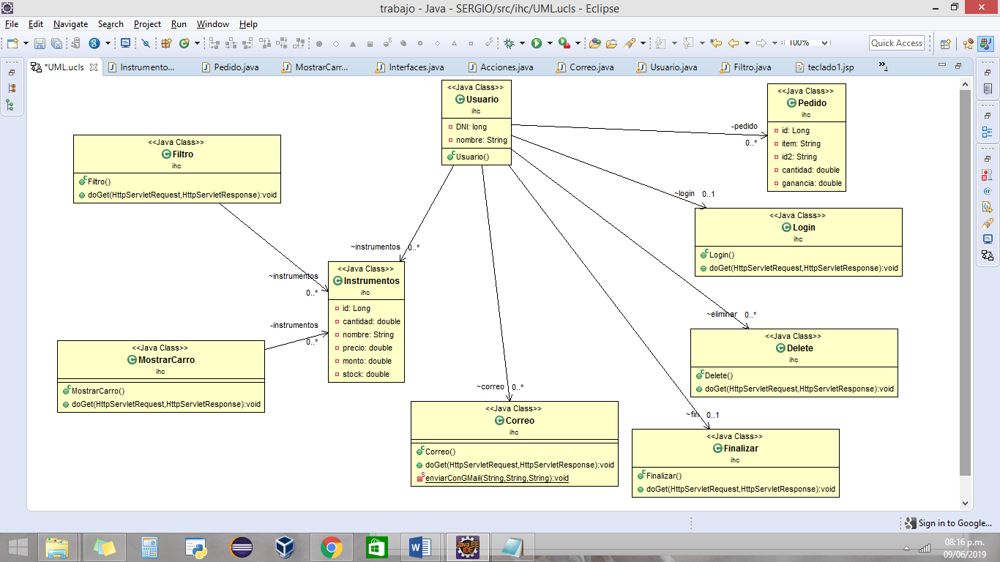 trabajo - Java - SERGIO/src/ihc/UML.ucls - Eclipse
File Edit Navigate Search Project Run Window Help
100%
Quick Access
*UML.ucls
Instrumento...
Pedido.java
MostrarCarr...
Interfaces.java
Acciones.java
Correo.java
Usuario.java
Filtro.java
teclado1.jsp
»4
<<Java Class>>
Usuario
ihc
DNI: long
nombre: String
Usuario()
<<Java Class>>
Pedido
ihc
id: Long
item: String
id2: String
cantidad: double
ganancia: double
-pedido
0..*
<<Java Class>>
Filtro
ihc
Filtro()
doGet(HttpServletRequest,HttpServletResponse):void
~login 0..1
<<Java Class>>
Login
ihc
Login()
doGet(HttpServletRequest,HttpServletResponse):void
~instrumentos 0..*
~instrumentos
0..*
<<Java Class>>
Instrumentos
ihc
id: Long
cantidad: double
nombre: String
precio: double
monto: double
stock: double
-instrumentos
0..*
<<Java Class>>
MostrarCarro
ihc
MostrarCarro()
doGet(HttpServletRequest,HttpServletResponse):void
~eliminar 0..*
<<Java Class>>
Delete
ihc
Delete()
doGet(HttpServletRequest,HttpServletResponse):void
~correo 0..*
<<Java Class>>
Correo
ihc
Correo()
doGet(HttpServletRequest,HttpServletResponse):void
enviarConGMail(String,String,String):void
~fin 0..1
<<Java Class>>
Finalizar
ihc
Finalizar()
doGet(HttpServletRequest,HttpServletResponse):void
Sign in to Google...
Java EE
IDE
08:16 p.m.
09/06/2019